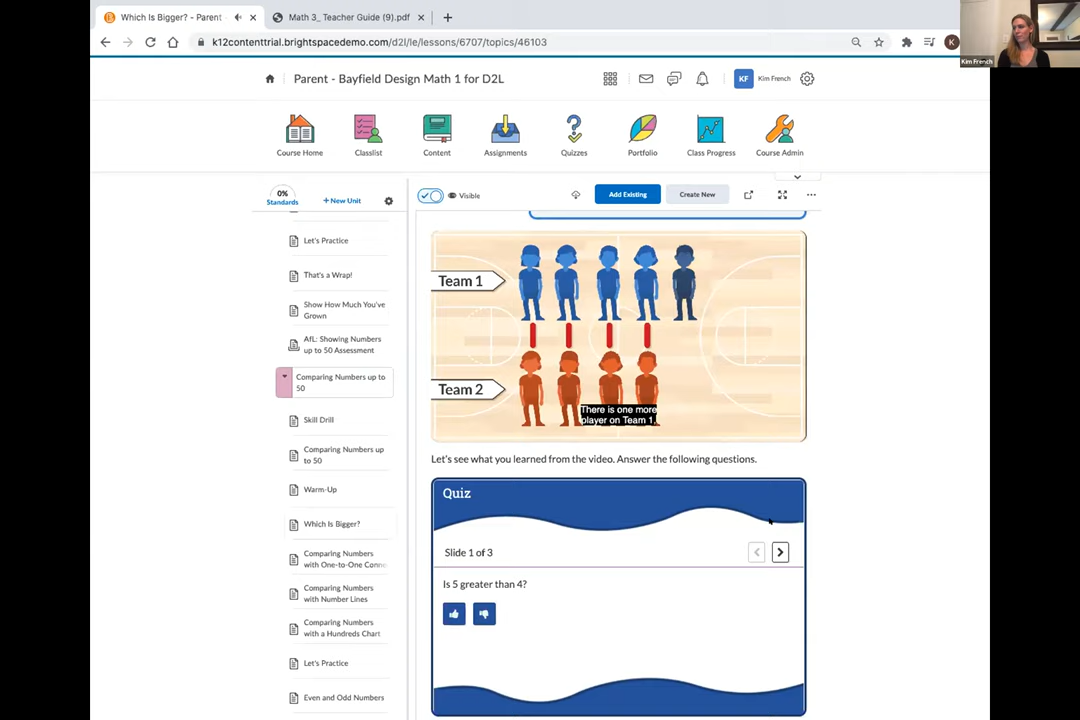 Which Is Bigger? - Parent
Math 3_ Teacher Guide (9).pdf
k12contenttrial.brightspacedemo.com/d2l/le/lessons/6707/topics/46103
K
Kim French
Parent - Bayfield Design Math 1 for D2L
KF
Kim French
Course Home
Classlist
Content
Assignments
Quizzes
Portfolio
Class Progress
Course Admin
0%
Standards
+ New Unit
Visible
Add Existing
Create New
Let's Practice
That's a Wrap!
Show How Much You've
Grown
AfL: Showing Numbers
up to 50 Assessment
Comparing Numbers up to
50
Skill Drill
Comparing Numbers up
to 50
Warm-Up
Which Is Bigger?
Comparing Numbers
with One-to-One Conne
Comparing Numbers
with Number Lines
Comparing Numbers
with a Hundreds Chart
Let's Practice
Even and Odd Numbers
Team 1
Team 2
There is one more
player on Team 1.
Let's see what you learned from the video. Answer the following questions.
Quiz
Slide 1 of 3
Is 5 greater than 4?